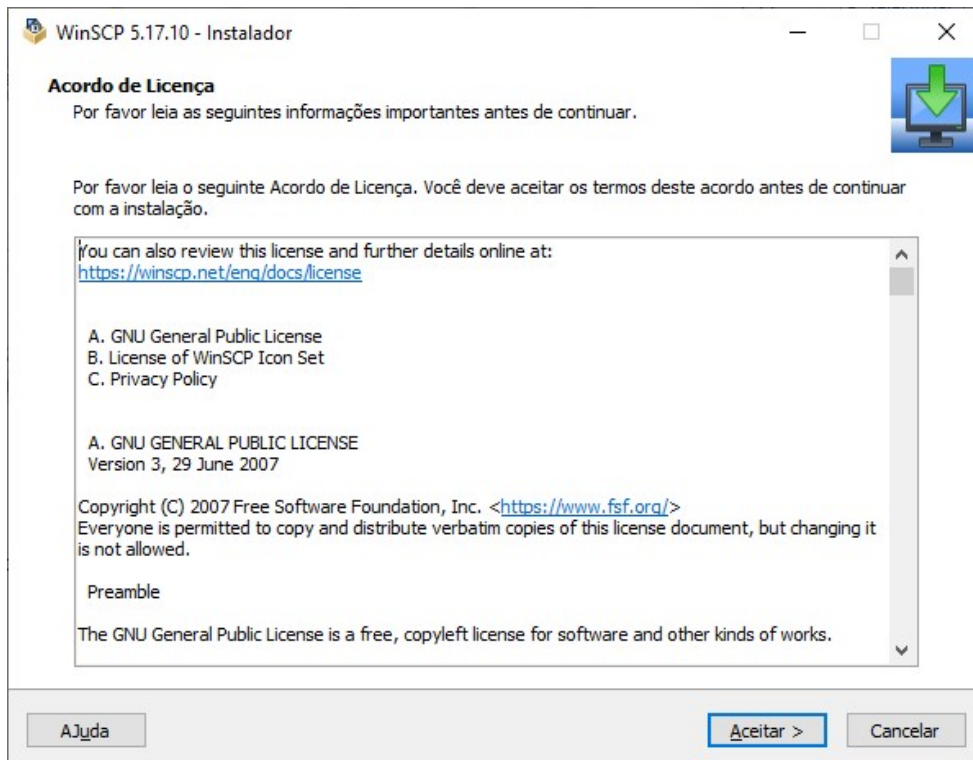 WinSCP 5.17.10 - Instalador
Acordo de Licença
Por favor leia as seguintes informações importantes antes de continuar.
Por favor leia o seguinte Acordo de Licença. Você deve aceitar os termos deste acordo antes de continuar
com a instalação.
You can also review this license and further details online at:
https://winscp.net/eng/docs/license
A. GNU General Public License
B. License of WinSCP Icon Set
C. Privacy Policy
A. GNU GENERAL PUBLIC LICENSE
Version 3, 29 June 2007
Copyright (C) 2007 Free Software Foundation, Inc. <https://www.fsf.org/>
Everyone is permitted to copy and distribute verbatim copies of this license document, but changing it
is not allowed.
Preamble
The GNU General Public License is a free, copyleft license for software and other kinds of works.
AJuda
Aceitar >
Cancelar